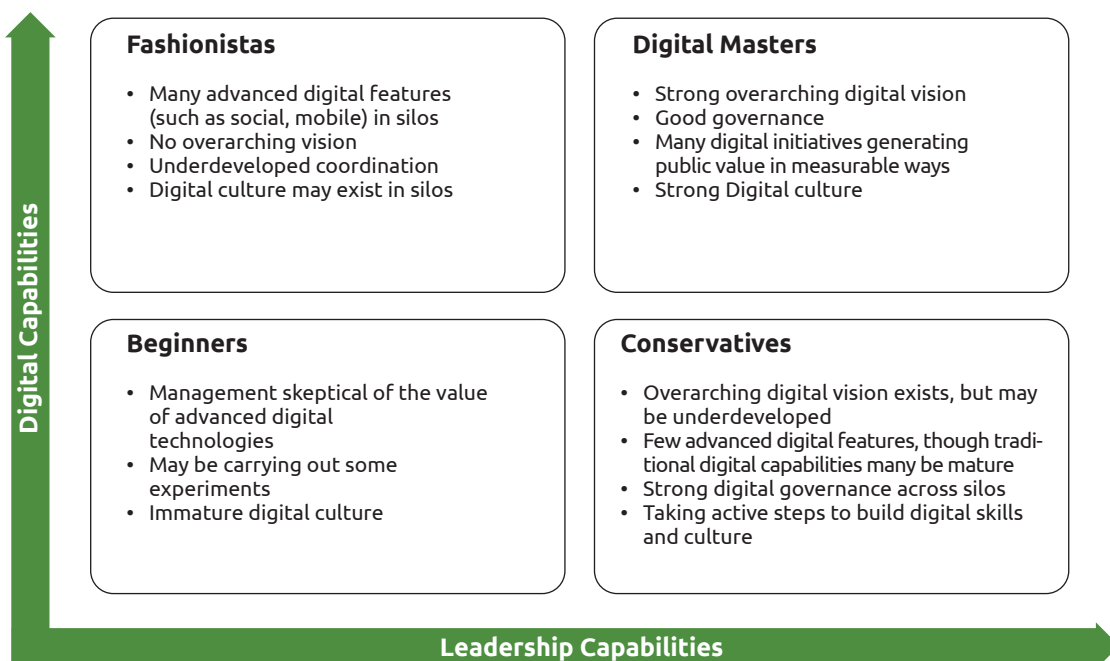 Digital Capabilities
Fashionistas
• Many advanced digital features
(such as social, mobile) in silos
• No overarching vision
• Underdeveloped coordination
• Digital culture may exist in silos
Digital Masters
• Strong overarching digital vision
• Good governance
• Many digital initiatives generating
public value in measurable ways
• Strong Digital culture
Beginners
• Management skeptical of the value
of advanced digital
technologies
• May be carrying out some
experiments
• Immature digital culture
Conservatives
• Overarching digital vision exists, but may
be underdeveloped
• Few advanced digital features, though tradi-
tional digital capabilities many be mature
• Strong digital governance across silos
• Taking active steps to build digital skills
and culture
Leadership Capabilities